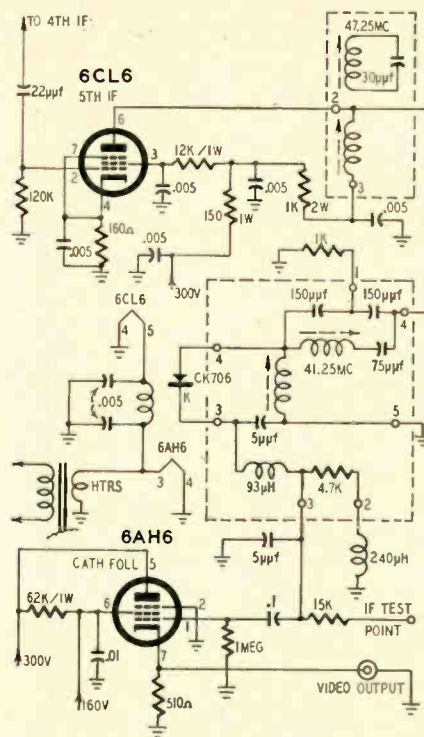 TO 4TH IF
47.25MC
30µµf
22µµf
6CL6
5TH IF
6
2
7
2
3
4
12K/1W
.005
.005
120K
150
1W
1K
2W
3
.005
.005
160Ω
.005
300V
1K
1
6CL6
4
5
150µµf
150µµf
4
4
41.25MC
75µµf
CK706
K
.005
3
5µµf
5
6AH6
3
4
HTRS
93µH
4.7K
3
2
6AH6
CATH FOLL
5
5µµf
240µH
62K/1W
6
2
1
.1
15K
IF TEST
POINT
7
1MEG
300V
.01
160V
510Ω
VIDEO OUTPUT